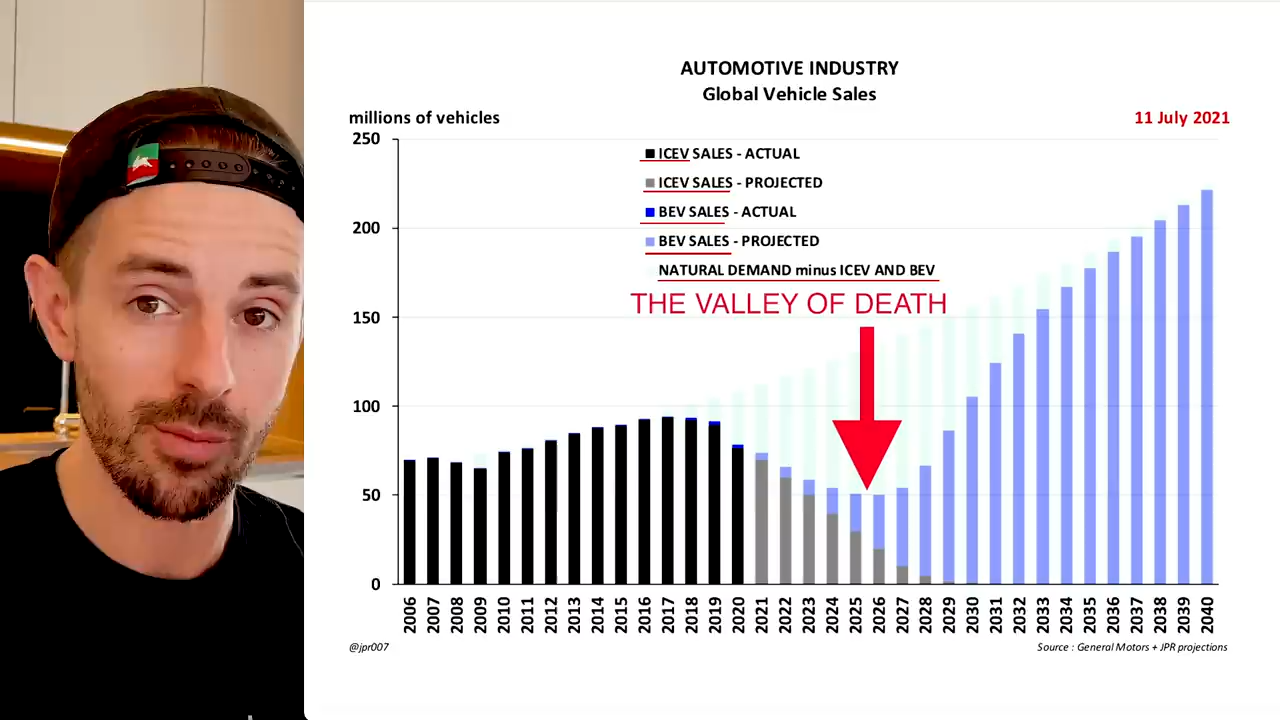 AUTOMOTIVE INDUSTRY
Global Vehicle Sales
millions of vehicles
11 July 2021
250
200
150
100
50
0
ICEV SALES - ACTUAL
ICEV SALES - PROJECTED
BEV SALES - ACTUAL
BEV SALES - PROJECTED
NATURAL DEMAND minus ICEV AND BEV
THE VALLEY OF DEATH
2006 2007 2008 2009 2010 2011 2012 2013 2014 2015 2016 2017 2018 2019 2020 2021 2022 2023 2024 2025 2026 2027 2028 2029 2030 2031 2032 2033 2034 2035 2036 2037 2038 2039 2040
@jpr007
Source : General Motors + JPR projections